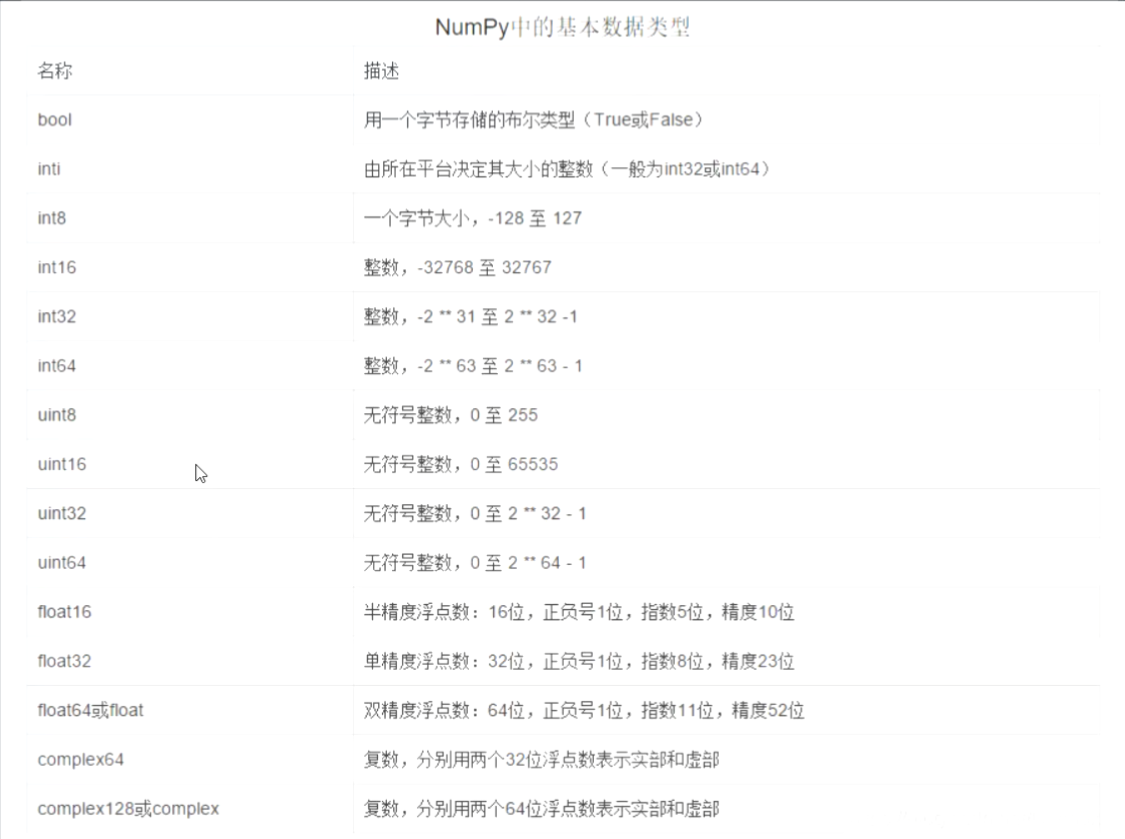 NumPy中的基本数据类型
名称 描述
bool 用一个字节存储的布尔类型（True或False）
inti 由所在平台决定其大小的整数（一般为int32或int64）
int8 一个字节大小，-128 至 127
int16 整数，-32768 至 32767
int32 整数，-2 ** 31 至 2 ** 32 -1
int64 整数，-2 ** 63 至 2 ** 63 - 1
uint8 无符号整数，0 至 255
uint16 无符号整数，0 至 65535
uint32 无符号整数，0 至 2 ** 32 - 1
uint64 无符号整数，0 至 2 ** 64 - 1
float16 半精度浮点数：16位，正负号1位，指数5位，精度10位
float32 单精度浮点数：32位，正负号1位，指数8位，精度23位
float64或float 双精度浮点数：64位，正负号1位，指数11位，精度52位
complex64 复数，分别用两个32位浮点数表示实部和虚部
complex128或complex 复数，分别用两个64位浮点数表示实部和虚部